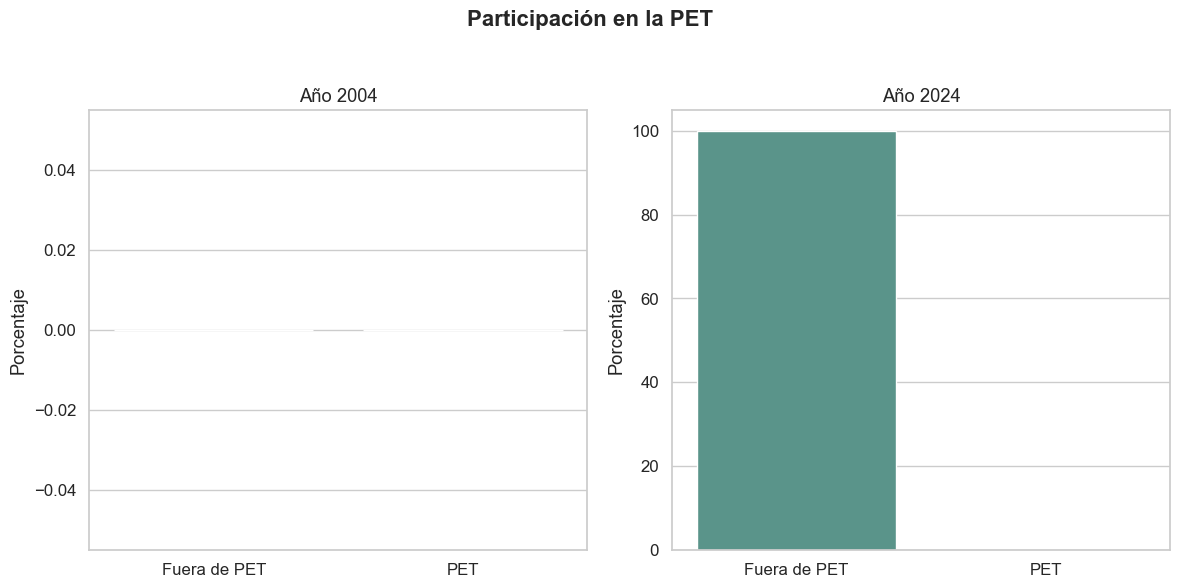 Participación en la PET
Año 2004
Porcentaje
0.04
0.02
0.00
−0.02
−0.04
Fuera de PET
PET
Año 2024
Porcentaje
100
80
60
40
20
0
Fuera de PET
PET